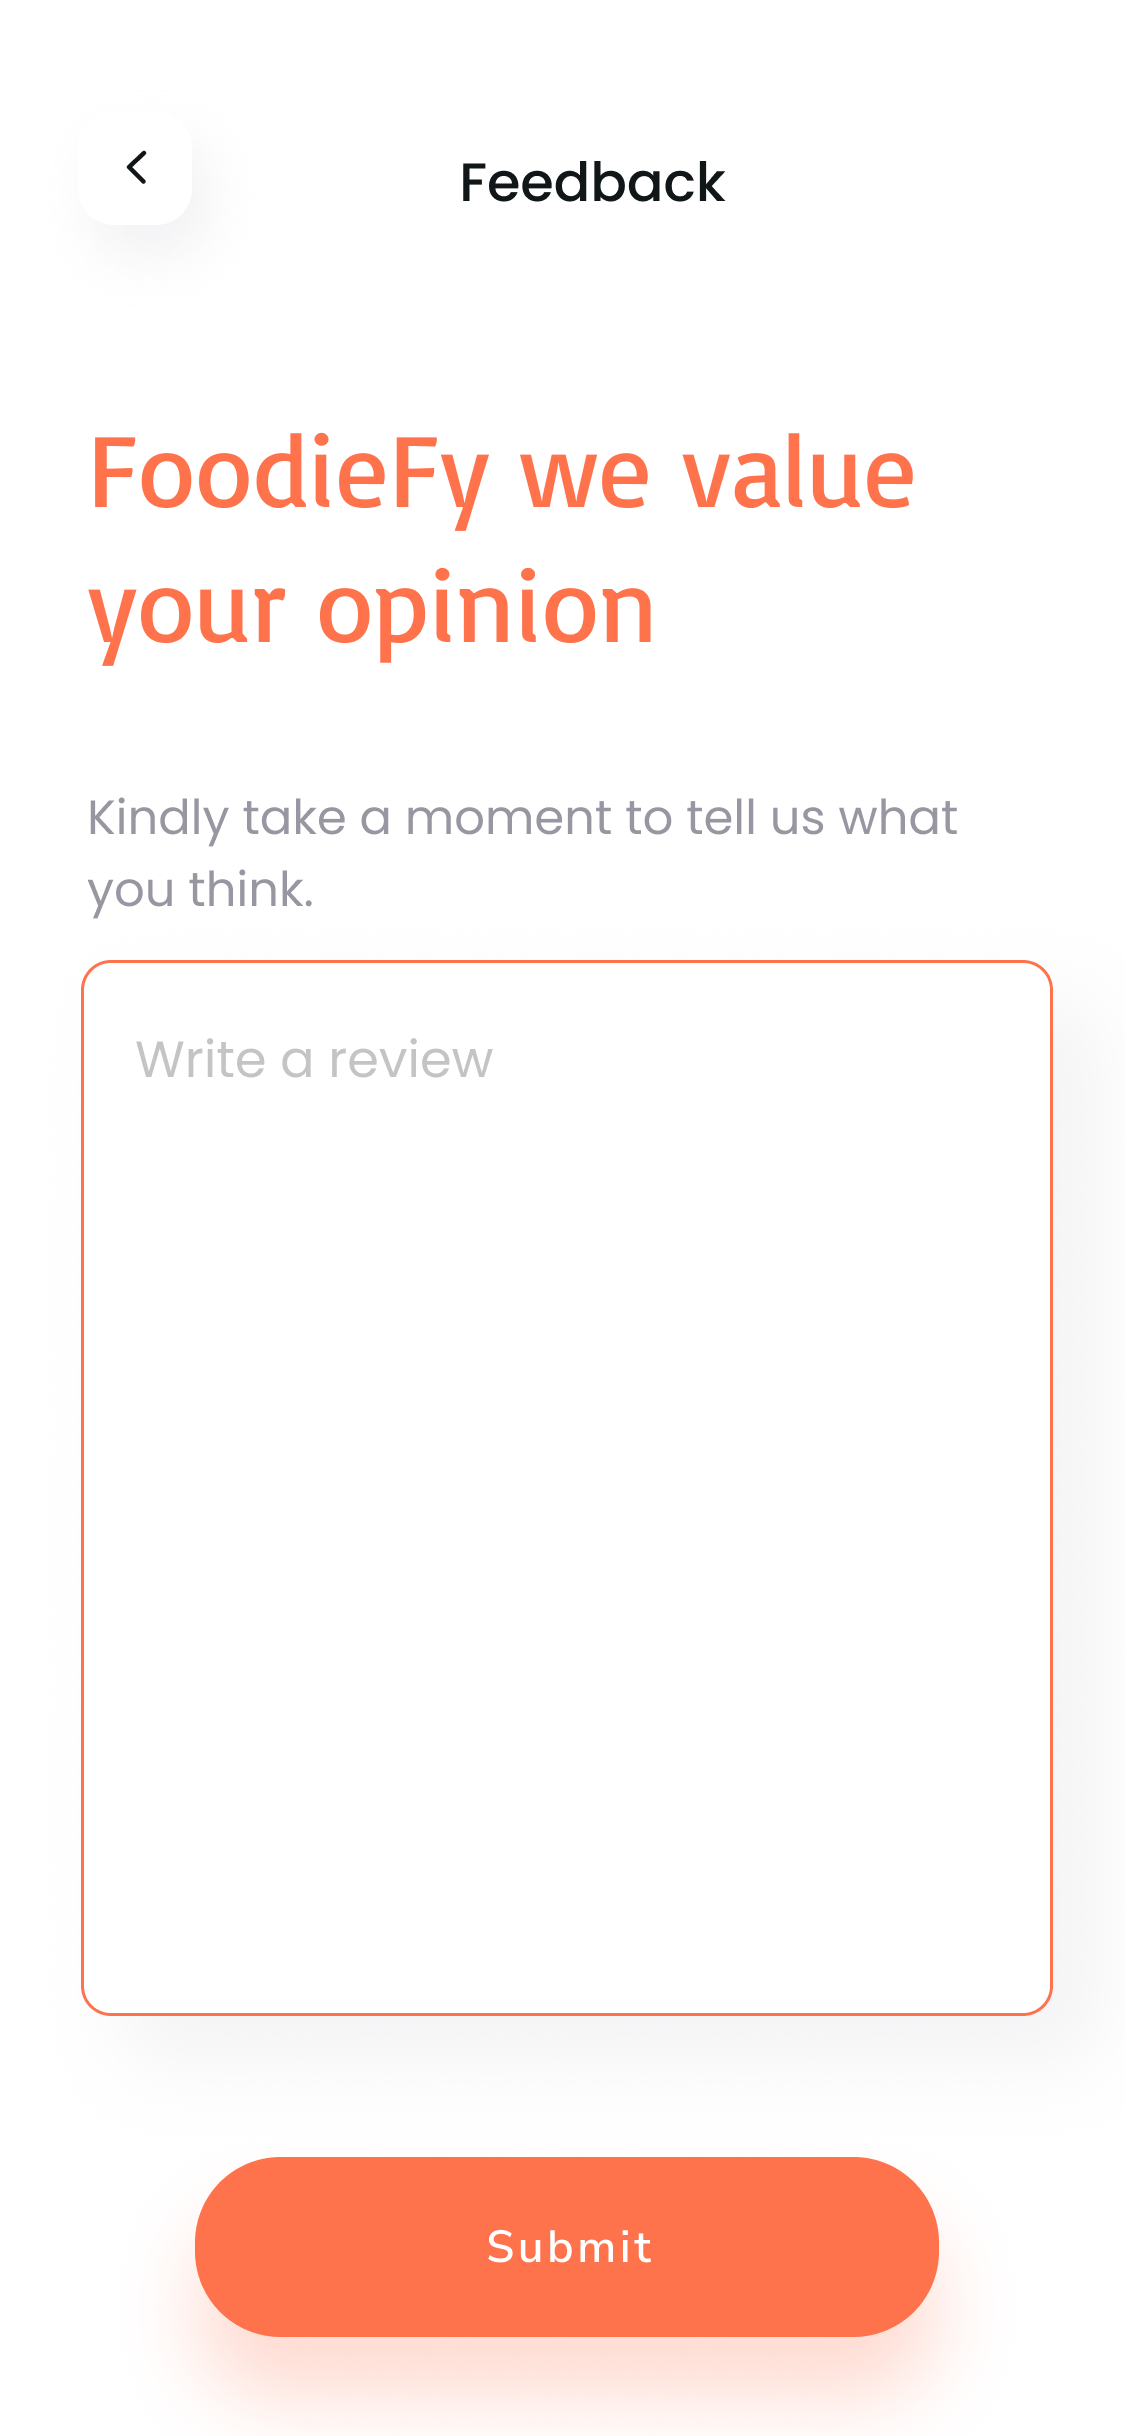 Feedback
FoodieFy we value
your opinion
Kindly take a moment to tell us what
you think.
Write a review
Submit